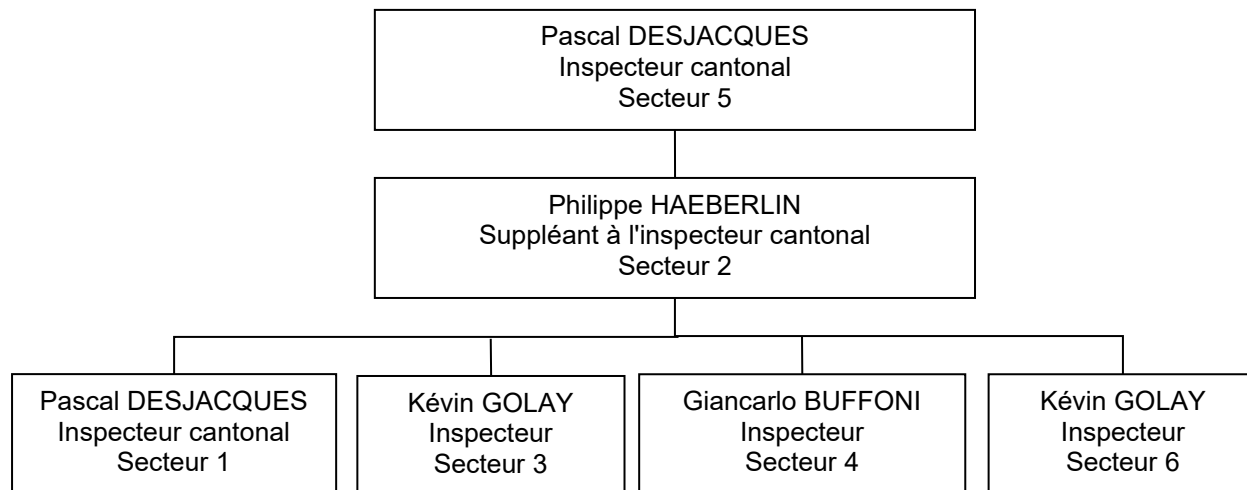 Pascal DESJACQUES
Inspecteur cantonal
Secteur 5
Philippe HAEBERLIN
Suppléant à l'inspecteur cantonal
Secteur 2
Pascal DESJACQUES
Inspecteur cantonal
Secteur 1
Kévin GOLAY
Inspecteur
Secteur 3
Giancarlo BUFFONI
Inspecteur
Secteur 4
Kévin GOLAY
Inspecteur
Secteur 6